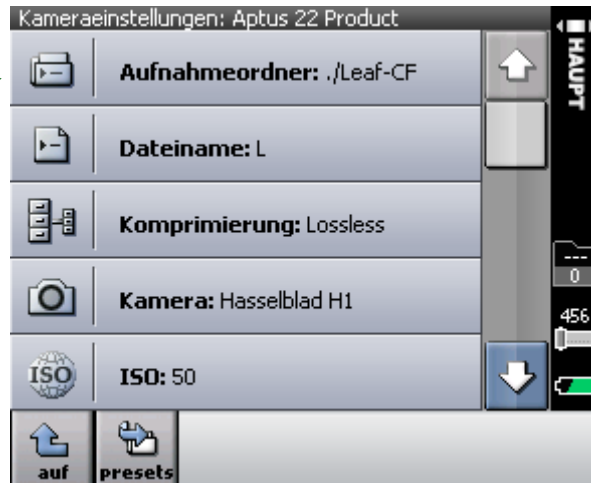 Kameraeinstellungen: Aptus 22 Product
HAUPT
Aufnahmeordner: ./Leaf-CF
Dateiname: L
Komprimierung: Lossless
Kamera: Hasselblad H1
ISO
ISO: 50
---
0
456
auf
presets